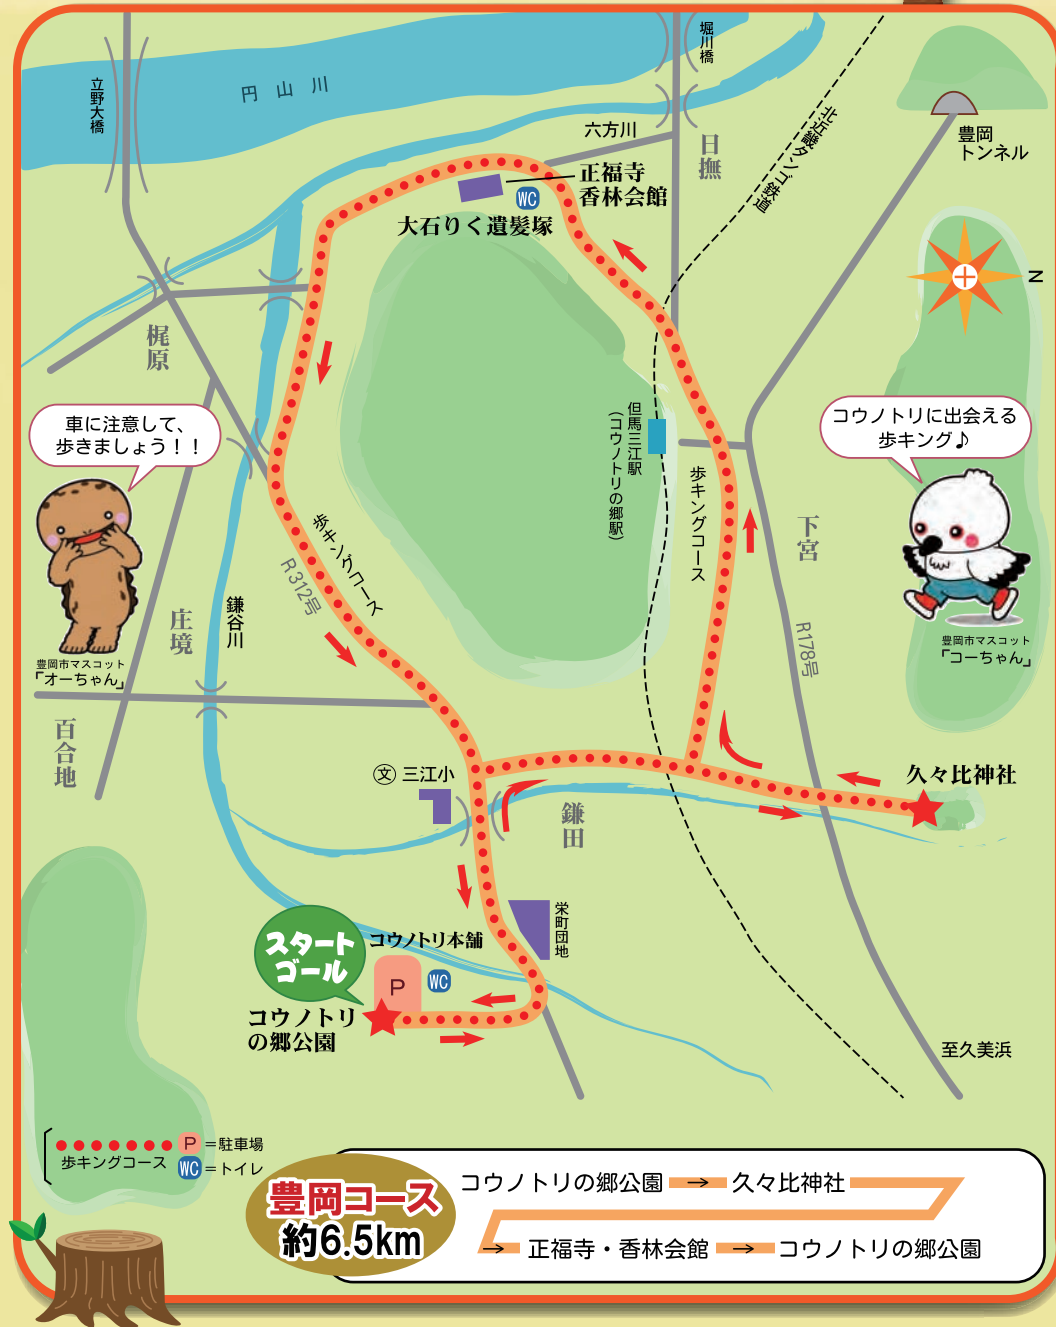 堀川橋
立野大橋
円山川
六方川
日撫
北近畿タンゴ鉄道
豊岡
トンネル
正福寺
香林会館
WC
大石りく遺髪塚
N
梶原
車に注意して、
歩きましょう！！
コウノトリに出会える
歩キング♪
但馬三江駅
（コウノトリの郷駅）
歩キングコース
下宮
歩キングコース
R312号
庄境
鎌谷川
R178号
豊岡市マスコット
「オーちゃん」
豊岡市マスコット
「コーちゃん」
百合地
文 三江小
久々比神社
鎌田
栄町団地
スタート
ゴール
コウノトリ本舗
P
WC
コウノトリ
の郷公園
至久美浜
歩キングコース
P＝駐車場
WC＝トイレ
豊岡コース
約6.5km
コウノトリの郷公園 → 久々比神社
→ 正福寺・香林会館 → コウノトリの郷公園